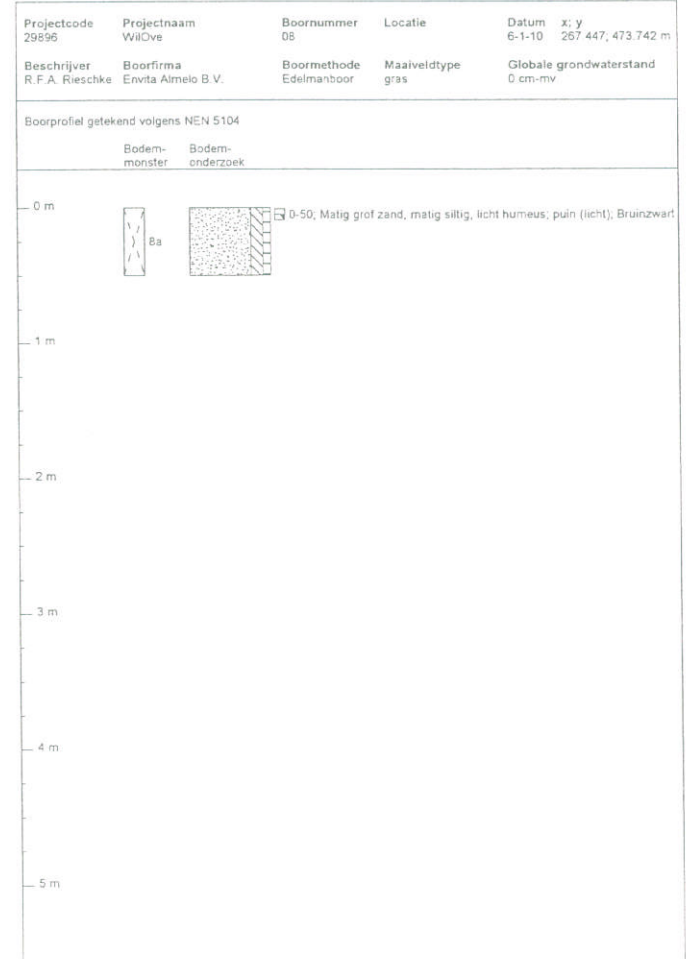 Projectcode Projectnaam Boornummer Locatie Datum x; y
29896 WilOve 08 6-1-10 267.447; 473.742 m
Beschrijver Boorfirma Boormethode Maaiveldtype Globale grondwaterstand
R.F.A. Rieschke Envita Almelo B.V. Edelmanboor gras 0 cm-mv
Boorprofiel getekend volgens NEN 5104
Bodem- Bodem-
monster onderzoek
0 m
0-50; Matig grof zand, matig siltig, licht humeus; puin (licht); Bruinzwart
8a
1 m
2 m
3 m
4 m
5 m